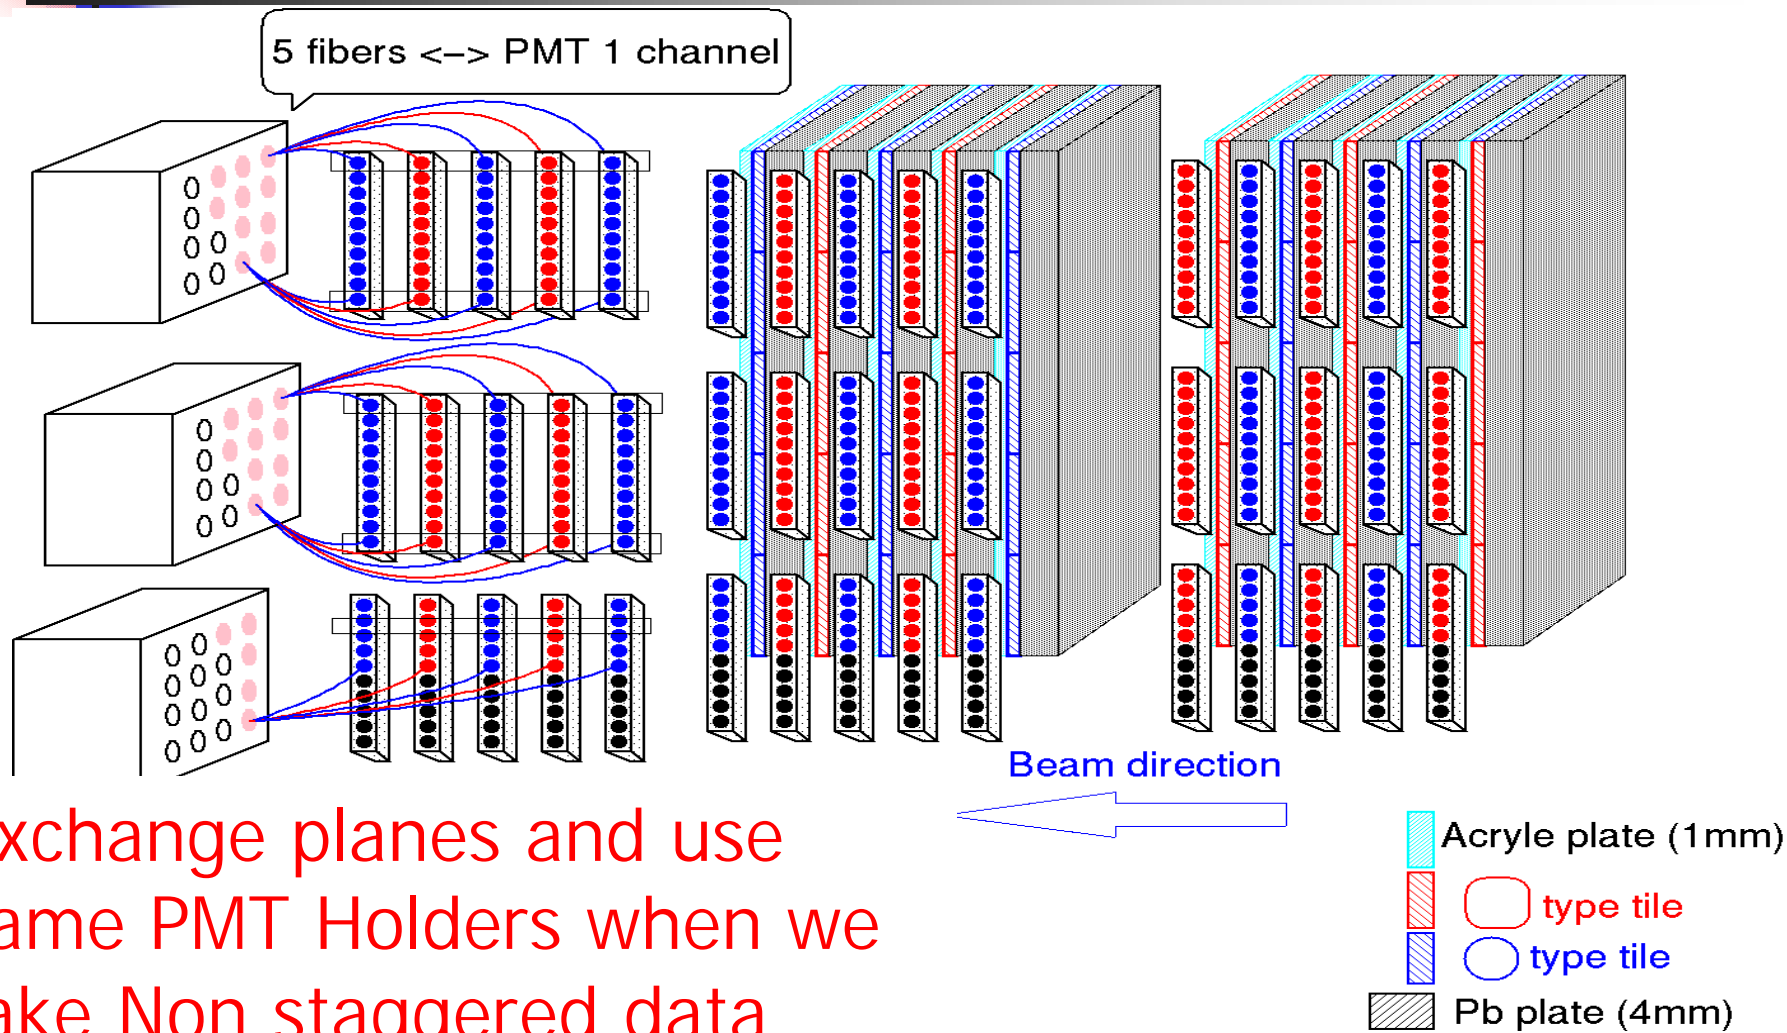 5 fibers <-> PMT 1 channel
Beam direction
xchange planes and use
ame PMT Holders when we
ake Non staggered data
Acryle plate (1mm)
type tile
type tile
Pb plate (4mm)